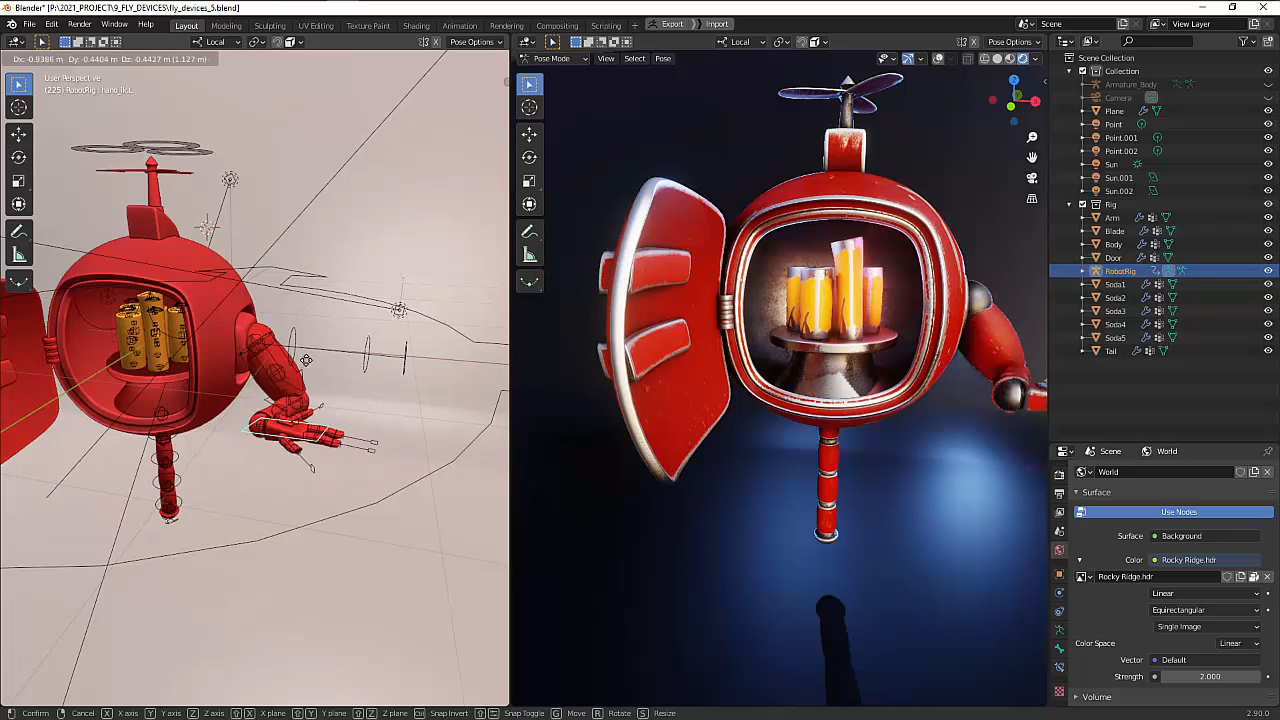 Blender* [P:\2021_PROJECT\9_FLY_DEVICES\fly_devices_5.blend]
File Edit Render Window Help Layout Modeling Sculpting UV Editing Texture Paint Shading Animation Rendering Compositing Scripting Export Import Scene View Layer
Local Pose Options Local Pose Options
Dx: -0.9386 m Dy: -0.4404 m Dz: -0.4427 m (1.127 m)
Pose Mode View Select Pose
User Perspective
(225) RobotRig : hand_ik.L
Scene Collection
Collection
Armature_Body
Camera
Plane
Point
Point.001
Point.002
Sun
Sun.001
Sun.002
Rig
Arm
Blade
Body
Door
RobotRig
Soda1
Soda2
Soda3
Soda4
Soda5
Tail
Scene World
World
Surface
Use Nodes
Surface Background
Color Rocky Ridge.hdr
Rocky Ridge.hdr
Linear
Equirectangular
Single Image
Color Space Linear
Vector Default
Strength 2.000
Volume
Confirm Cancel X X axis Y Y axis Z Z axis X X plane Y Y plane Z Z plane Snap Invert Snap Toggle G Move R Rotate S Resize 2.90.0